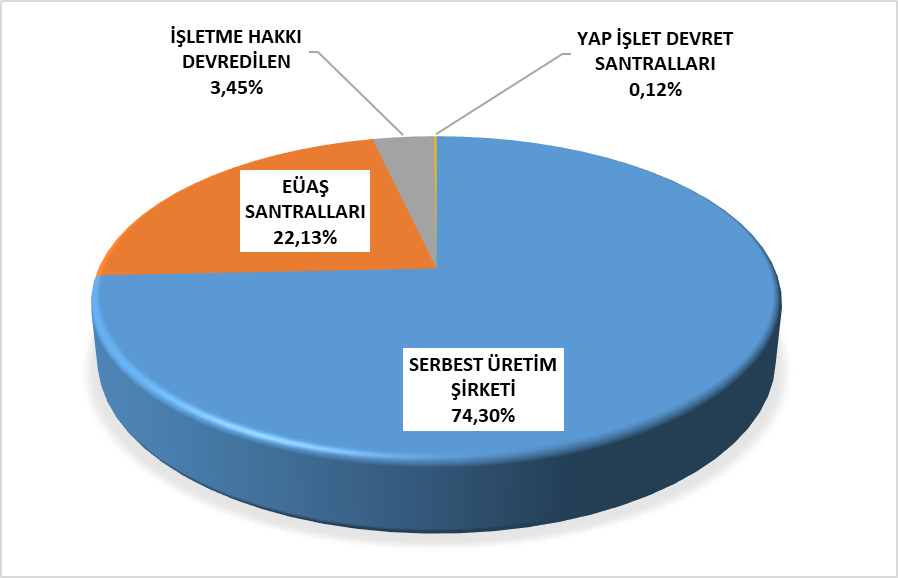 İŞLETME HAKKI
DEVREDİLEN
3,45%
YAP İŞLET DEVRET
SANTRALLARI
0,12%
EÜAŞ
SANTRALLARI
22,13%
SERBEST ÜRETİM
ŞİRKETİ
74,30%